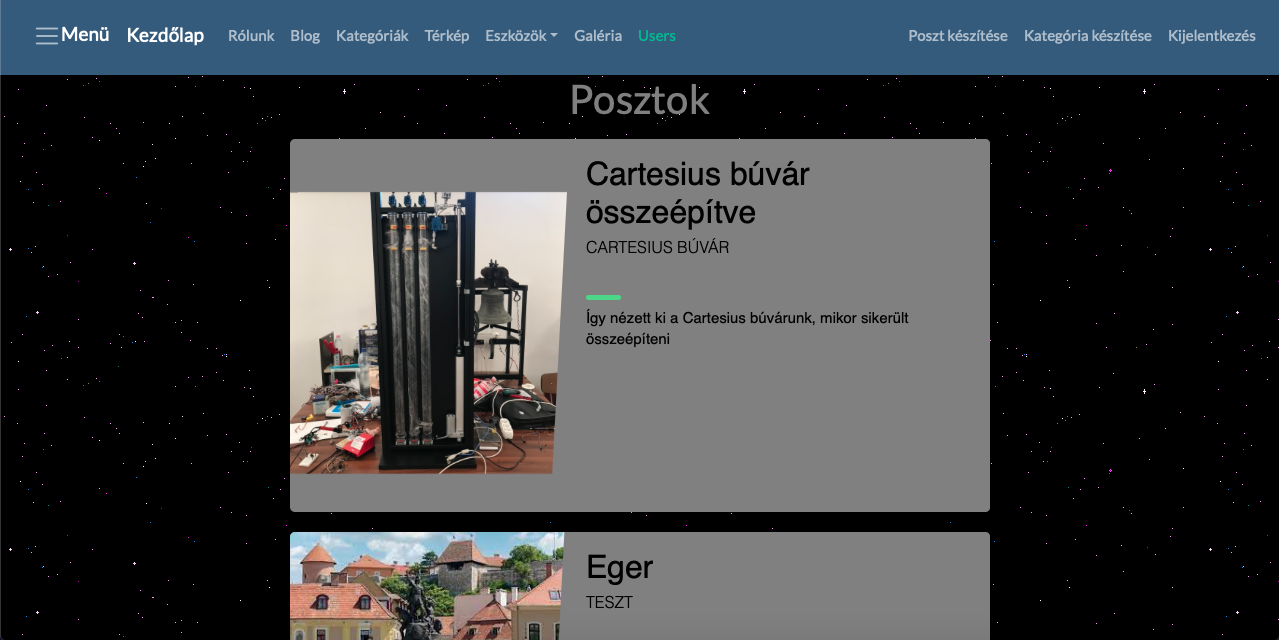 Menü Kezdőlap Rólunk Blog Kategóriák Térkép Eszközök Galéria Users Poszt készítése Kategória készítése Kijelentkezés
Posztok
Cartesius búvár
összeépítve
CARTESIUS BÚVÁR
Így nézett ki a Cartesius búvárunk, mikor sikerült
összeépíteni
Eger
TESZT